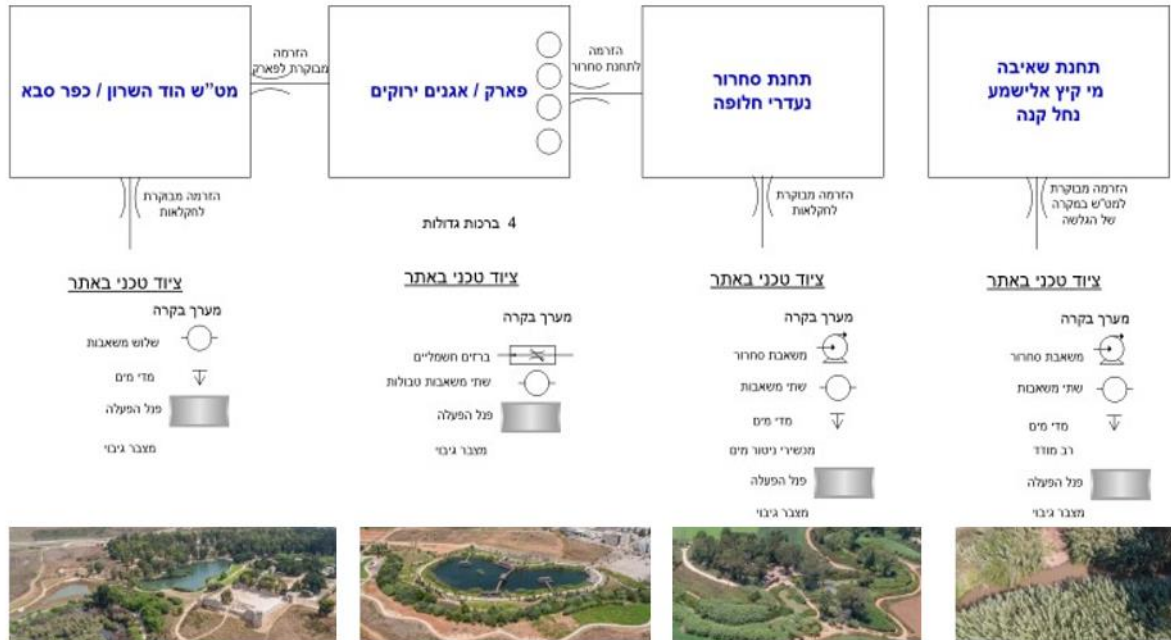 מט"ש הוד השרון / כפר סבא
הזרמה
מבוקרת לפארק
פארק / אגנים ירוקים
הזרמה
לתחנת סחרור
תחנת סחרור
נעדרי חלופה
תחנת שאיבה
מי קיץ אלישמע
נחל קנה
הזרמה מבוקרת
לחקלאות
4 ברכות גדולות
הזרמה מבוקרת
לחקלאות
הזרמה מבוקרת
למט"ש במקרה
של הגלשה
ציוד טכני באתר
מערך בקרה
שלוש משאבות
מדי מים
פנל הפעלה
מצבר גיבוי
ציוד טכני באתר
מערך בקרה
ברזים חשמליים
שתי משאבות טבולות
פנל הפעלה
מצבר גיבוי
ציוד טכני באתר
מערך בקרה
משאבת סחרור
שתי משאבות
מדי מים
מכשירי ניטור מים
פנל הפעלה
מצבר גיבוי
ציוד טכני באתר
מערך בקרה
משאבת סחרור
שתי משאבות
מדי מים
רב מודד
פנל הפעלה
מצבר גיבוי